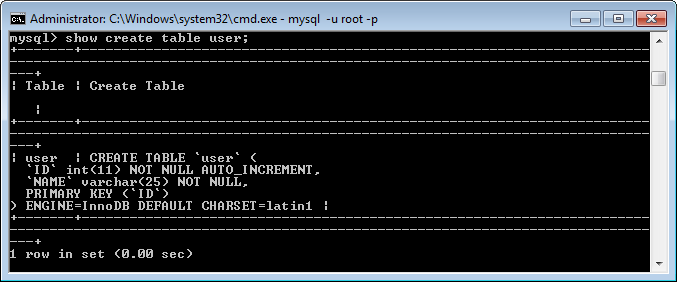 Administrator: C:\Windows\system32\cmd.exe - mysql -u root -p
mysql> show create table user;
+-------+-----------------------------------------------------------------------
--------------------------------------------------------------------------------
---+
| Table | Create Table

   |
+-------+-----------------------------------------------------------------------
--------------------------------------------------------------------------------
---+
| user  | CREATE TABLE `user` (
  `ID` int(11) NOT NULL AUTO_INCREMENT,
  `NAME` varchar(25) NOT NULL,
  PRIMARY KEY (`ID`)
) ENGINE=InnoDB DEFAULT CHARSET=latin1 |
+-------+-----------------------------------------------------------------------
--------------------------------------------------------------------------------
---+
1 row in set (0.00 sec)